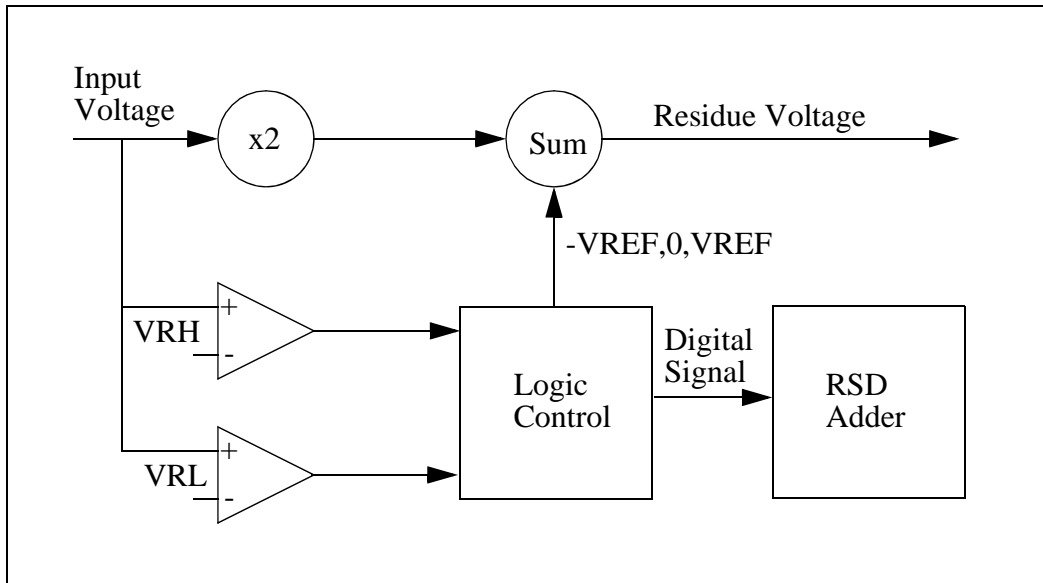 Input
Voltage
x2
Sum
Residue Voltage
-VREF,0,VREF
+
VRH
-
+
VRL
-
Logic
Control
Digital
Signal
RSD
Adder